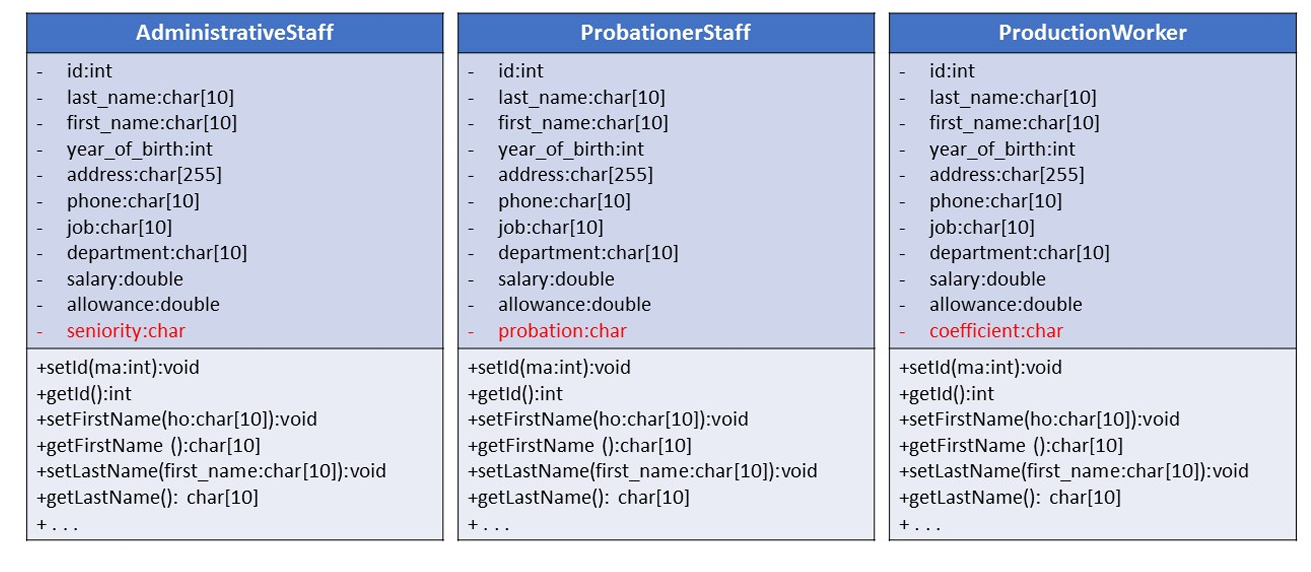 AdministrativeStaff
- id:int
- last_name:char[10]
- first_name:char[10]
- year_of_birth:int
- address:char[255]
- phone:char[10]
- job:char[10]
- department:char[10]
- salary:double
- allowance:double
- seniority:char
+setId(ma:int):void
+getId():int
+setFirstName(ho:char[10]):void
+getFirstName ():char[10]
+setLastName(first_name:char[10]):void
+getLastName(): char[10]
+ . . .
ProbationerStaff
- id:int
- last_name:char[10]
- first_name:char[10]
- year_of_birth:int
- address:char[255]
- phone:char[10]
- job:char[10]
- department:char[10]
- salary:double
- allowance:double
- probation:char
+setId(ma:int):void
+getId():int
+setFirstName(ho:char[10]):void
+getFirstName ():char[10]
+setLastName(first_name:char[10]):void
+getLastName(): char[10]
+ . . .
ProductionWorker
- id:int
- last_name:char[10]
- first_name:char[10]
- year_of_birth:int
- address:char[255]
- phone:char[10]
- job:char[10]
- department:char[10]
- salary:double
- allowance:double
- coefficient:char
+setId(ma:int):void
+getId():int
+setFirstName(ho:char[10]):void
+getFirstName ():char[10]
+setLastName(first_name:char[10]):void
+getLastName(): char[10]
+ . . .